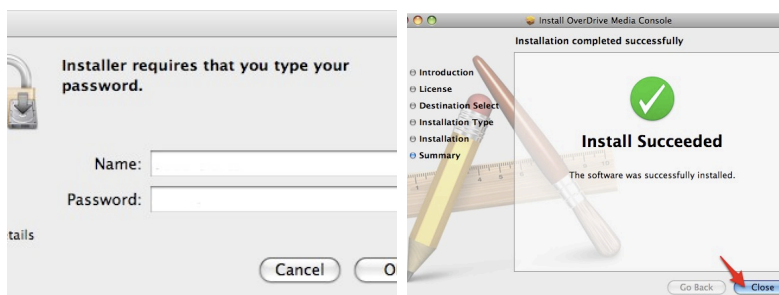 Installer requires that you type your
password.
Name:
Password:
tails
Cancel
O
Install OverDrive Media Console
Installation completed successfully
Introduction
License
Destination Select
Installation Type
Installation
Summary
Install Succeeded
The software was successfully installed.
Go Back
Close